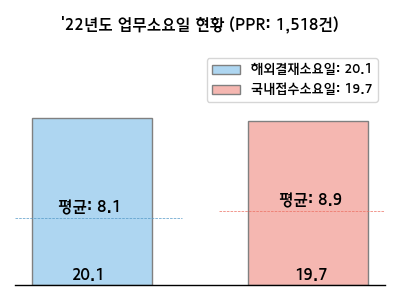 '22년도 업무소요일 현황 (PPR: 1,518건)
해외결재소요일: 20.1
국내접수소요일: 19.7
평균: 8.1
평균: 8.9
20.1
19.7